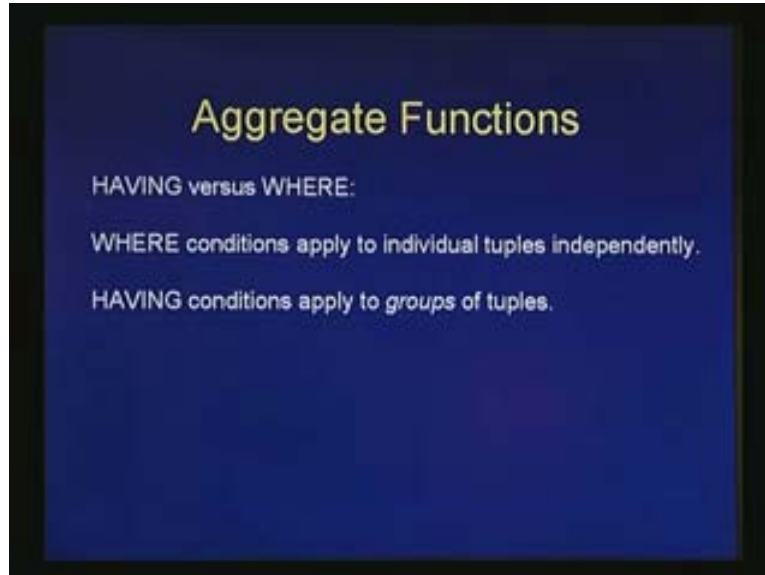 Aggregate Functions
HAVING versus WHERE:
WHERE conditions apply to individual tuples independently.
HAVING conditions apply to groups of tuples.